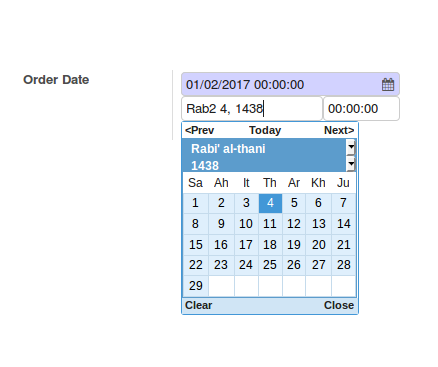 Order Date
01/02/2017 00:00:00
Rab2 4, 1438 00:00:00
<Prev Today Next>
Rabi' al-thani
1438
Sa Ah It Th Ar Kh Ju
1 2 3 4 5 6 7
8 9 10 11 12 13 14
15 16 17 18 19 20 21
22 23 24 25 26 27 28
29
Clear Close